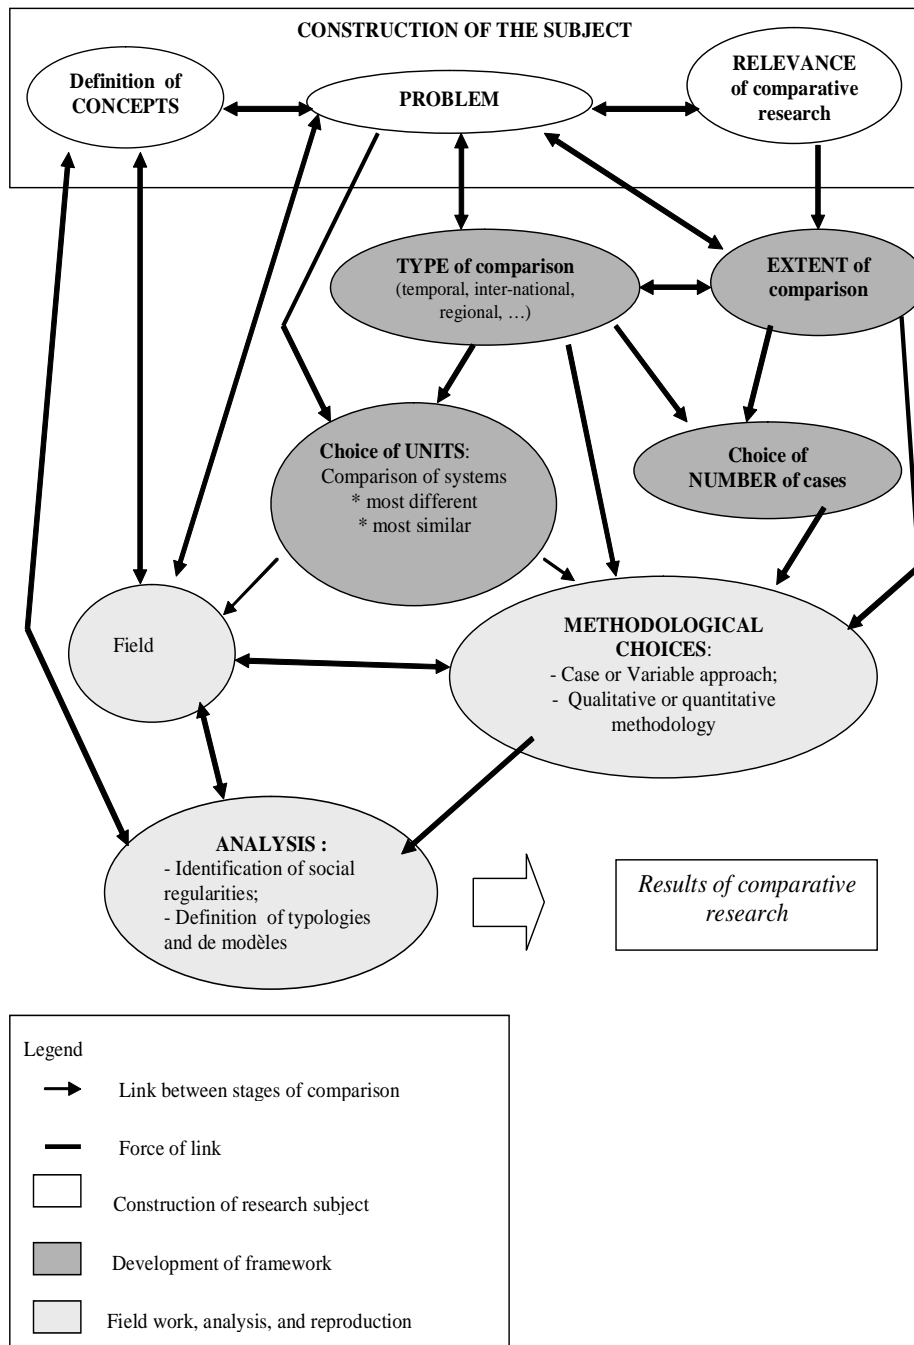 CONSTRUCTION OF THE SUBJECT
Definition of
CONCEPTS
PROBLEM
RELEVANCE
of comparative
research
TYPE of comparison
(temporal, inter-national,
regional, …)
EXTENT of
comparison
Choice of UNITS:
Comparison of systems
* most different
* most similar
Choice of
NUMBER of cases
Field
METHODOLOGICAL
CHOICES:
- Case or Variable approach;
- Qualitative or quantitative
methodology
ANALYSIS :
- Identification of social
regularities;
- Definition of typologies
and de modèles
Results of comparative
research
Legend
Link between stages of comparison
Force of link
Construction of research subject
Development of framework
Field work, analysis, and reproduction